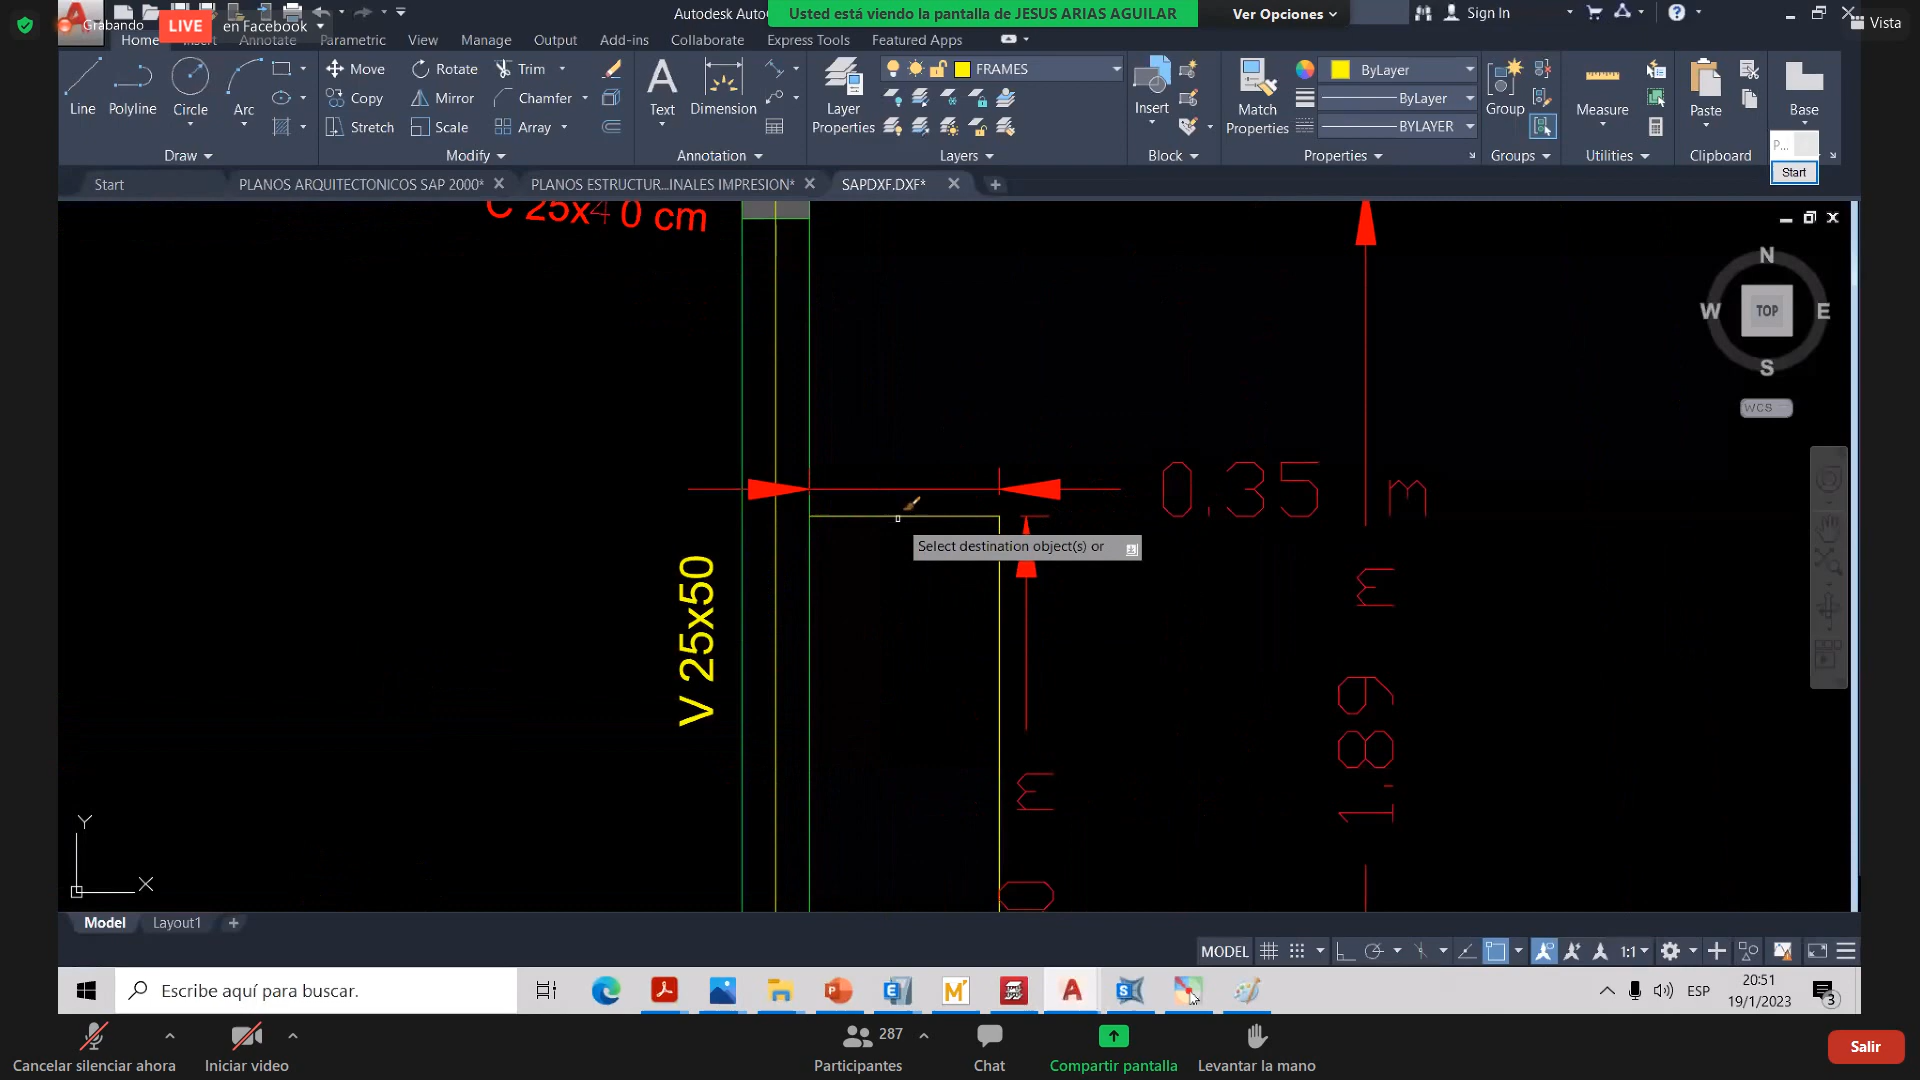 Grabando
LIVE
en Facebook
Autodesk Auto
Usted está viendo la pantalla de JESUS ARIAS AGUILAR
Ver Opciones
Sign In
Vista
Home
Insert
Annotate
Parametric
View
Manage
Output
Add-ins
Collaborate
Express Tools
Featured Apps
Line
Polyline
Circle
Arc
Move
Rotate
Trim
Copy
Mirror
Chamfer
Stretch
Scale
Array
Text
Dimension
Layer Properties
FRAMES
Insert
Match Properties
ByLayer
ByLayer
BYLAYER
Group
Measure
Paste
Base
Draw
Modify
Annotation
Layers
Block
Properties
Groups
Utilities
Clipboard
P...
Start
Start
PLANOS ARQUITECTONICOS SAP 2000*
PLANOS ESTRUCTUR...INALES IMPRESION*
SAPDXF.DXF*
C 25x40 cm
N
W
TOP
E
S
WCS
0,35 m
Select destination object(s) or
V 25x50
m
1.89
m
0
Y
X
Model
Layout1
MODEL
1:1
Escribe aquí para buscar.
ESP
20:51
19/1/2023
3
Cancelar silenciar ahora
Iniciar video
287
Participantes
Chat
Compartir pantalla
Levantar la mano
Salir